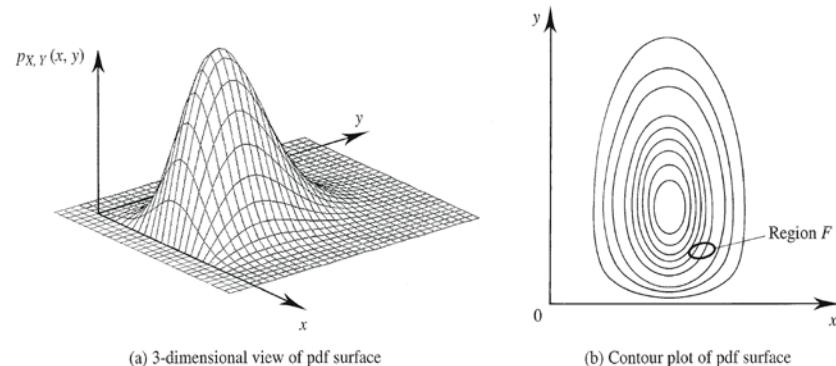 p_{X, Y}(x, y)
y
x
(a) 3-dimensional view of pdf surface
y
Region F
0
x
(b) Contour plot of pdf surface